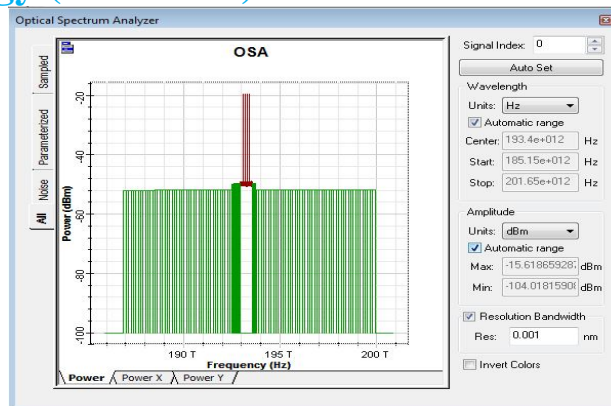 Optical Spectrum Analyzer
OSA
Sampled
Parameterized
Noise
All
Power (dBm)
-20
-40
-60
-80
-100
190 T
195 T
200 T
Frequency (Hz)
Power
Power X
Power Y
Signal Index: 0
Auto Set
Wavelength
Units: Hz
Automatic range
Center: 193.4e+012 Hz
Start: 185.15e+012 Hz
Stop: 201.65e+012 Hz
Amplitude
Units: dBm
Automatic range
Max: -15.61865928 dBm
Min: -104.0181590 dBm
Resolution Bandwidth
Res: 0.001 nm
Invert Colors